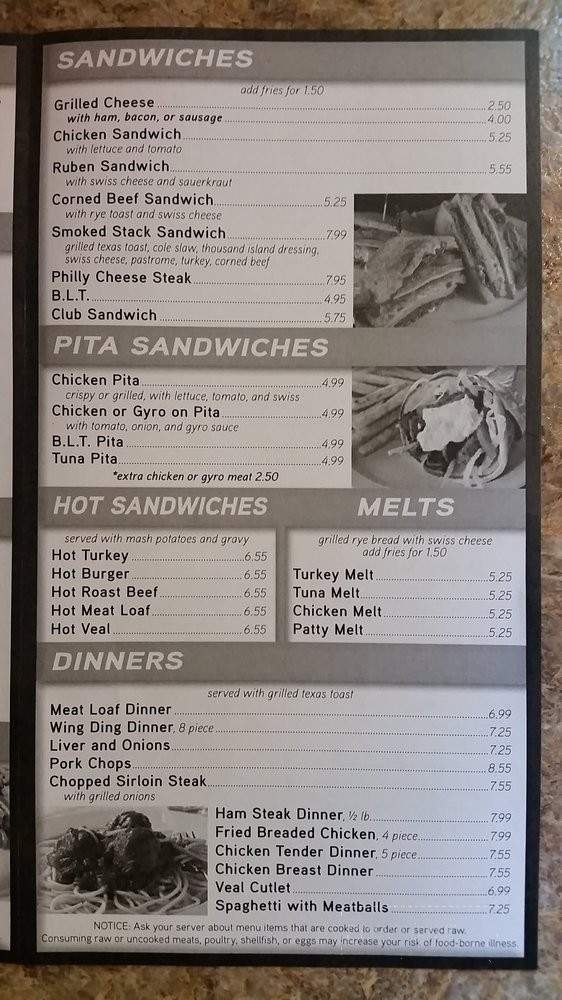 SANDWICHES
add fries for 1.50
Grilled Cheese 2.50
with ham, bacon, or sausage 4.00
Chicken Sandwich 5.25
with lettuce and tomato
Ruben Sandwich 5.55
with swiss cheese and sauerkraut
Corned Beef Sandwich 5.25
with rye toast and swiss cheese
Smoked Stack Sandwich 7.99
grilled texas toast, cole slaw, thousand island dressing,
swiss cheese, pastrome, turkey, corned beef
Philly Cheese Steak 7.95
B.L.T. 4.95
Club Sandwich 5.75
PITA SANDWICHES
Chicken Pita 4.99
crispy or grilled, with lettuce, tomato, and swiss
Chicken or Gyro on Pita 4.99
with tomato, onion, and gyro sauce
B.L.T. Pita 4.99
Tuna Pita 4.99
*extra chicken or gyro meat 2.50
HOT SANDWICHES
served with mash potatoes and gravy
Hot Turkey 6.55
Hot Burger 6.55
Hot Roast Beef 6.55
Hot Meat Loaf 6.55
Hot Veal 6.55
MELTS
grilled rye bread with swiss cheese
add fries for 1.50
Turkey Melt 5.25
Tuna Melt 5.25
Chicken Melt 5.25
Patty Melt 5.25
DINNERS
served with grilled texas toast
Meat Loaf Dinner 6.99
Wing Ding Dinner, 8 piece 7.25
Liver and Onions 7.25
Pork Chops 8.55
Chopped Sirloin Steak 7.55
with grilled onions
Ham Steak Dinner, ½ lb. 7.99
Fried Breaded Chicken, 4 piece 7.99
Chicken Tender Dinner, 5 piece 7.55
Chicken Breast Dinner 7.55
Veal Cutlet 6.99
Spaghetti with Meatballs 7.25
NOTICE: Ask your server about menu items that are cooked to order or served raw.
Consuming raw or uncooked meats, poultry, shellfish, or eggs may increase your risk of food-borne illness.